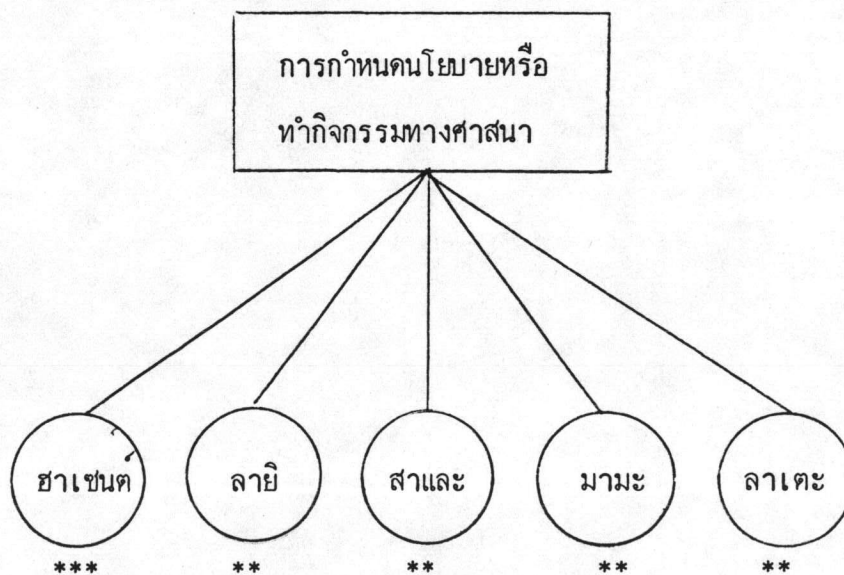 การกำหนดนโยบายหรือ
ทำกิจกรรมทางศาสนา
ฮาเซนต ลายิ สาและ มามะ ลาเตะ
*** ** ** ** **